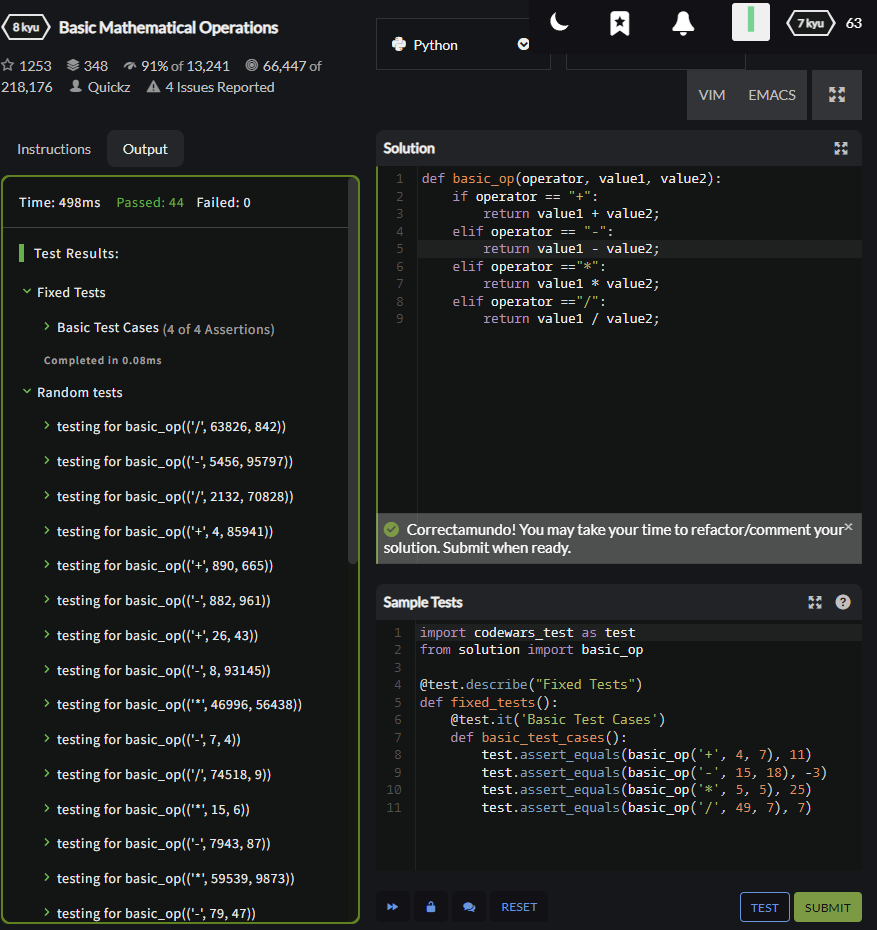 8 kyu Basic Mathematical Operations
1253 348 91% of 13,241 66,447 of
218,176 Quickz 4 Issues Reported
Python
7 kyu 63
VIM EMACS
Instructions Output
Time: 498ms Passed: 44 Failed: 0
Test Results:
Fixed Tests
Basic Test Cases (4 of 4 Assertions)
Completed in 0.08ms
Random tests
testing for basic_op(('/', 63826, 842))
testing for basic_op(('-', 5456, 95797))
testing for basic_op(('/', 2132, 70828))
testing for basic_op(('+', 4, 85941))
testing for basic_op(('+', 890, 665))
testing for basic_op(('-', 882, 961))
testing for basic_op(('+', 26, 43))
testing for basic_op(('-', 8, 93145))
testing for basic_op(('*', 46996, 56438))
testing for basic_op(('-', 7, 4))
testing for basic_op(('/', 74518, 9))
testing for basic_op(('*', 15, 6))
testing for basic_op(('-', 7943, 87))
testing for basic_op(('*', 59539, 9873))
testing for basic_op(('-', 79, 47))
Solution
1 def basic_op(operator, value1, value2):
2     if operator == "+":
3         return value1 + value2;
4     elif operator == "-":
5         return value1 - value2;
6     elif operator =="*":
7         return value1 * value2;
8     elif operator =="/":
9         return value1 / value2;
Correctamundo! You may take your time to refactor/comment your ×
solution. Submit when ready.
Sample Tests ?
1 import codewars_test as test
2 from solution import basic_op
3
4 @test.describe("Fixed Tests")
5 def fixed_tests():
6     @test.it('Basic Test Cases')
7     def basic_test_cases():
8         test.assert_equals(basic_op('+', 4, 7), 11)
9         test.assert_equals(basic_op('-', 15, 18), -3)
10         test.assert_equals(basic_op('*', 5, 5), 25)
11         test.assert_equals(basic_op('/', 49, 7), 7)
RESET TEST SUBMIT